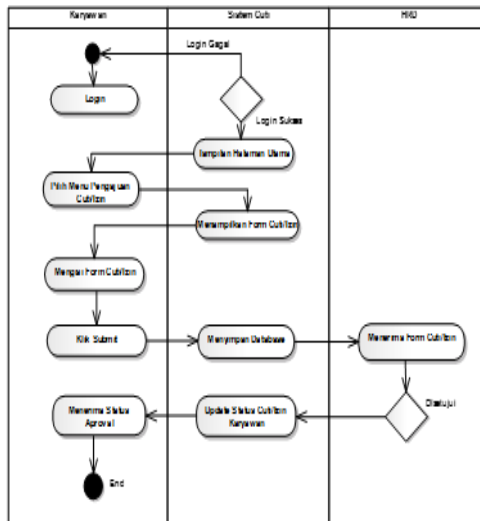 Karyawan
Sistem Cuti
HRD
Login Gagal
Login
Login Sukses
Tampilan Halaman Utama
Pilih Menu Pengajuan
Cuti/Izin
Menampilkan Form Cuti/Izin
Mengisi Form Cuti/Izin
Klik Submit
Menyimpan Database
Menerima Form Cuti/Izin
Disetujui
Menerima Status
Aproval
Update Status Cuti/Izin
Karyawan
End